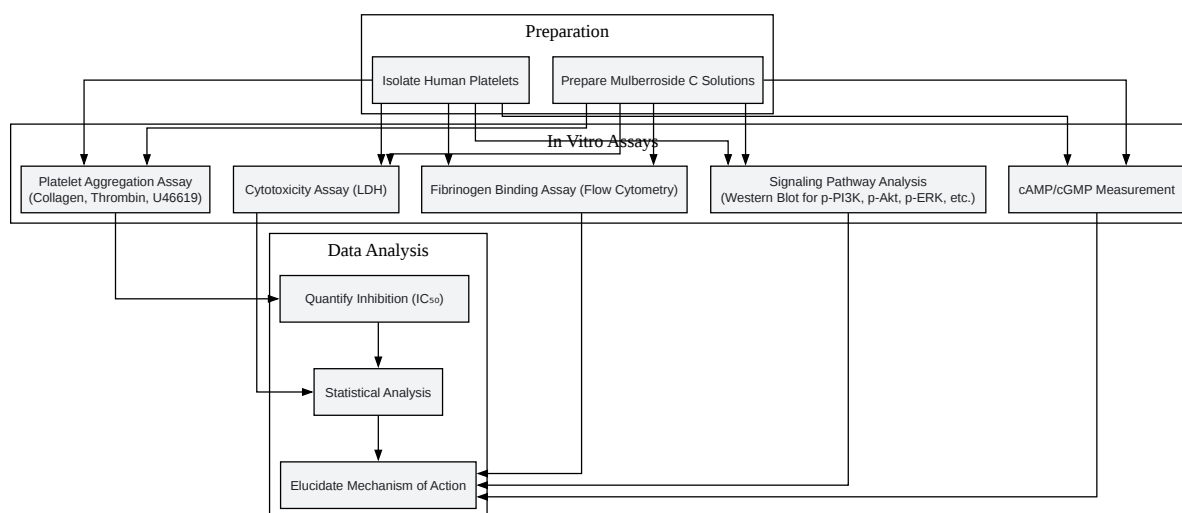 Preparation
Isolate Human Platelets
Prepare Mulberroside C Solutions
In Vitro Assays
Platelet Aggregation Assay
(Collagen, Thrombin, U46619)
Cytotoxicity Assay (LDH)
Fibrinogen Binding Assay (Flow Cytometry)
Signaling Pathway Analysis
(Western Blot for p-PI3K, p-Akt, p-ERK, etc.)
cAMP/cGMP Measurement
Data Analysis
Quantify Inhibition (IC₅₀)
Statistical Analysis
Elucidate Mechanism of Action